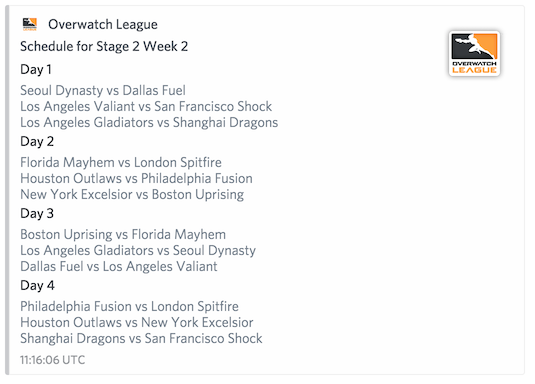 Overwatch League
Schedule for Stage 2 Week 2
OVERWATCH
LEAGUE
Day 1
Seoul Dynasty vs Dallas Fuel
Los Angeles Valiant vs San Francisco Shock
Los Angeles Gladiators vs Shanghai Dragons
Day 2
Florida Mayhem vs London Spitfire
Houston Outlaws vs Philadelphia Fusion
New York Excelsior vs Boston Uprising
Day 3
Boston Uprising vs Florida Mayhem
Los Angeles Gladiators vs Seoul Dynasty
Dallas Fuel vs Los Angeles Valiant
Day 4
Philadelphia Fusion vs London Spitfire
Houston Outlaws vs New York Excelsior
Shanghai Dragons vs San Francisco Shock
11:16:06 UTC